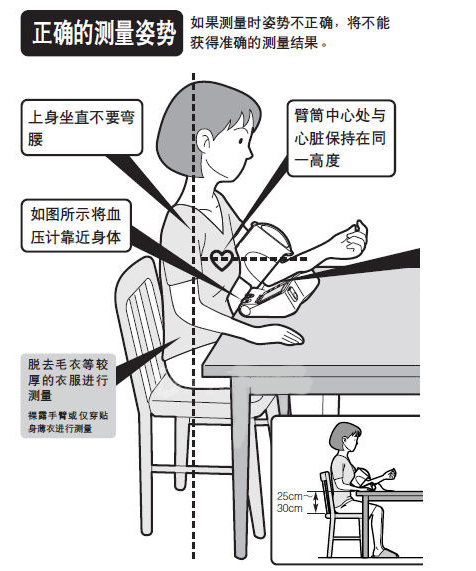 正确的测量姿势
如果测量时姿势不正确，将不能
获得准确的测量结果。
上身坐直不要弯
腰
臂筒中心处与
心脏保持在同
一高度
如图所示将血
压计靠近身体
脱去毛衣等较
厚的衣服进行
测量
裸露手臂或仅穿贴
身薄衣进行测量
25cm～
30cm